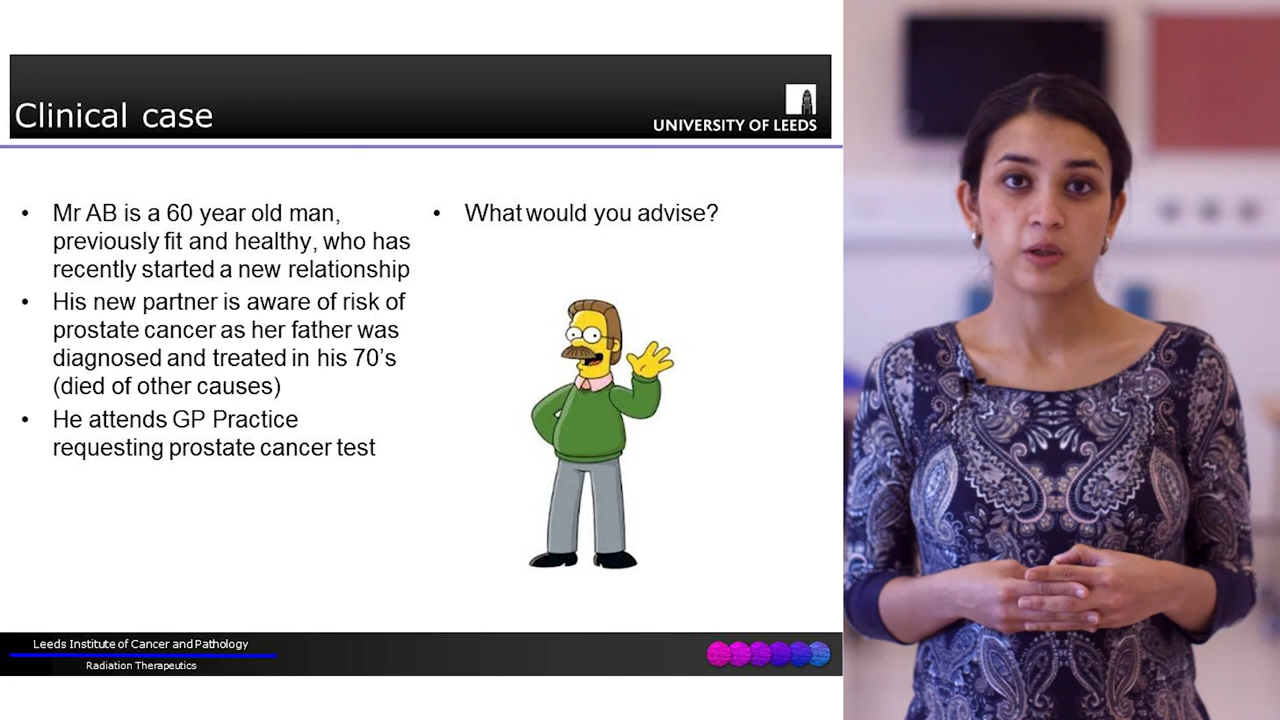 Clinical case
UNIVERSITY OF LEEDS
• Mr AB is a 60 year old man,
previously fit and healthy, who has
recently started a new relationship
• His new partner is aware of risk of
prostate cancer as her father was
diagnosed and treated in his 70's
(died of other causes)
• He attends GP Practice
requesting prostate cancer test
• What would you advise?
Leeds Institute of Cancer and Pathology
Radiation Therapeutics